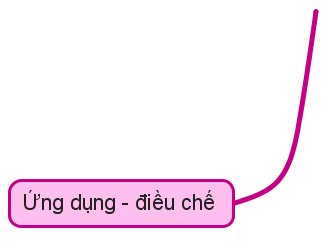 Ứng dụng - điều chế